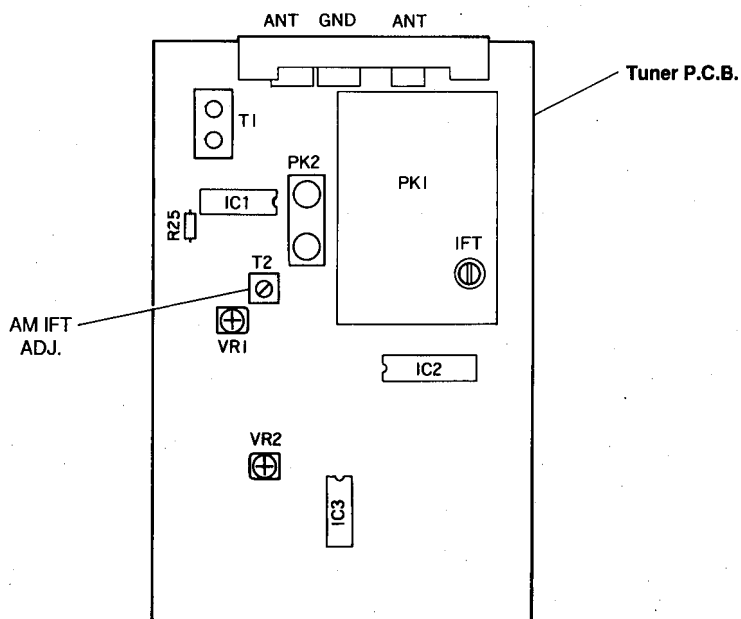 ANT GND ANT
Tuner P.C.B.
T1
PK2
PK1
IC1
R25
IFT
T2
AM IFT
ADJ.
VR1
IC2
VR2
IC3